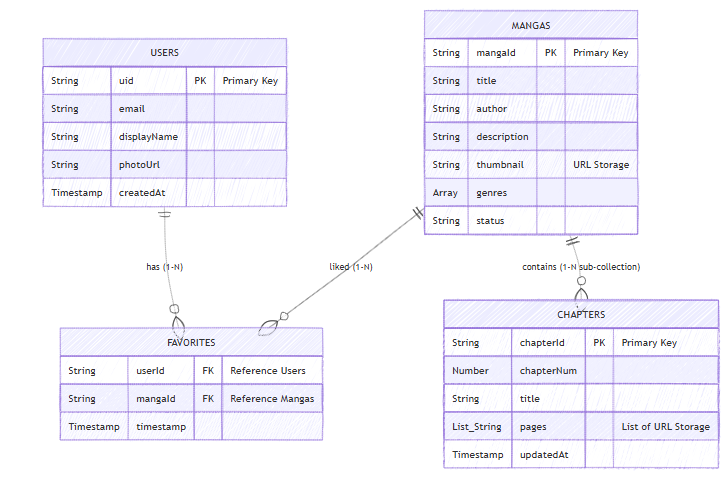 USERS
String uid PK Primary Key
String email
String displayName
String photoUrl
Timestamp createdAt
MANGAS
String mangaId PK Primary Key
String title
String author
String description
String thumbnail URL Storage
Array genres
String status
has (1-N)
liked (1-N)
contains (1-N sub-collection)
FAVORITES
String userId FK Reference Users
String mangaId FK Reference Mangas
Timestamp timestamp
CHAPTERS
String chapterId PK Primary Key
Number chapterNum
String title
List_String pages List of URL Storage
Timestamp updatedAt